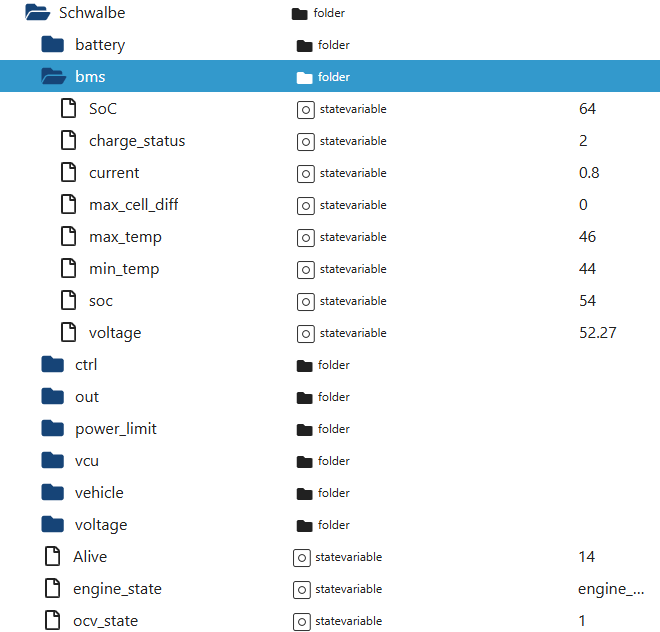 Schwalbe folder
battery folder
bms folder
SoC statevariable 64
charge_status statevariable 2
current statevariable 0.8
max_cell_diff statevariable 0
max_temp statevariable 46
min_temp statevariable 44
soc statevariable 54
voltage statevariable 52.27
ctrl folder
out folder
power_limit folder
vcu folder
vehicle folder
voltage folder
Alive statevariable 14
engine_state statevariable engine_...
ocv_state statevariable 1